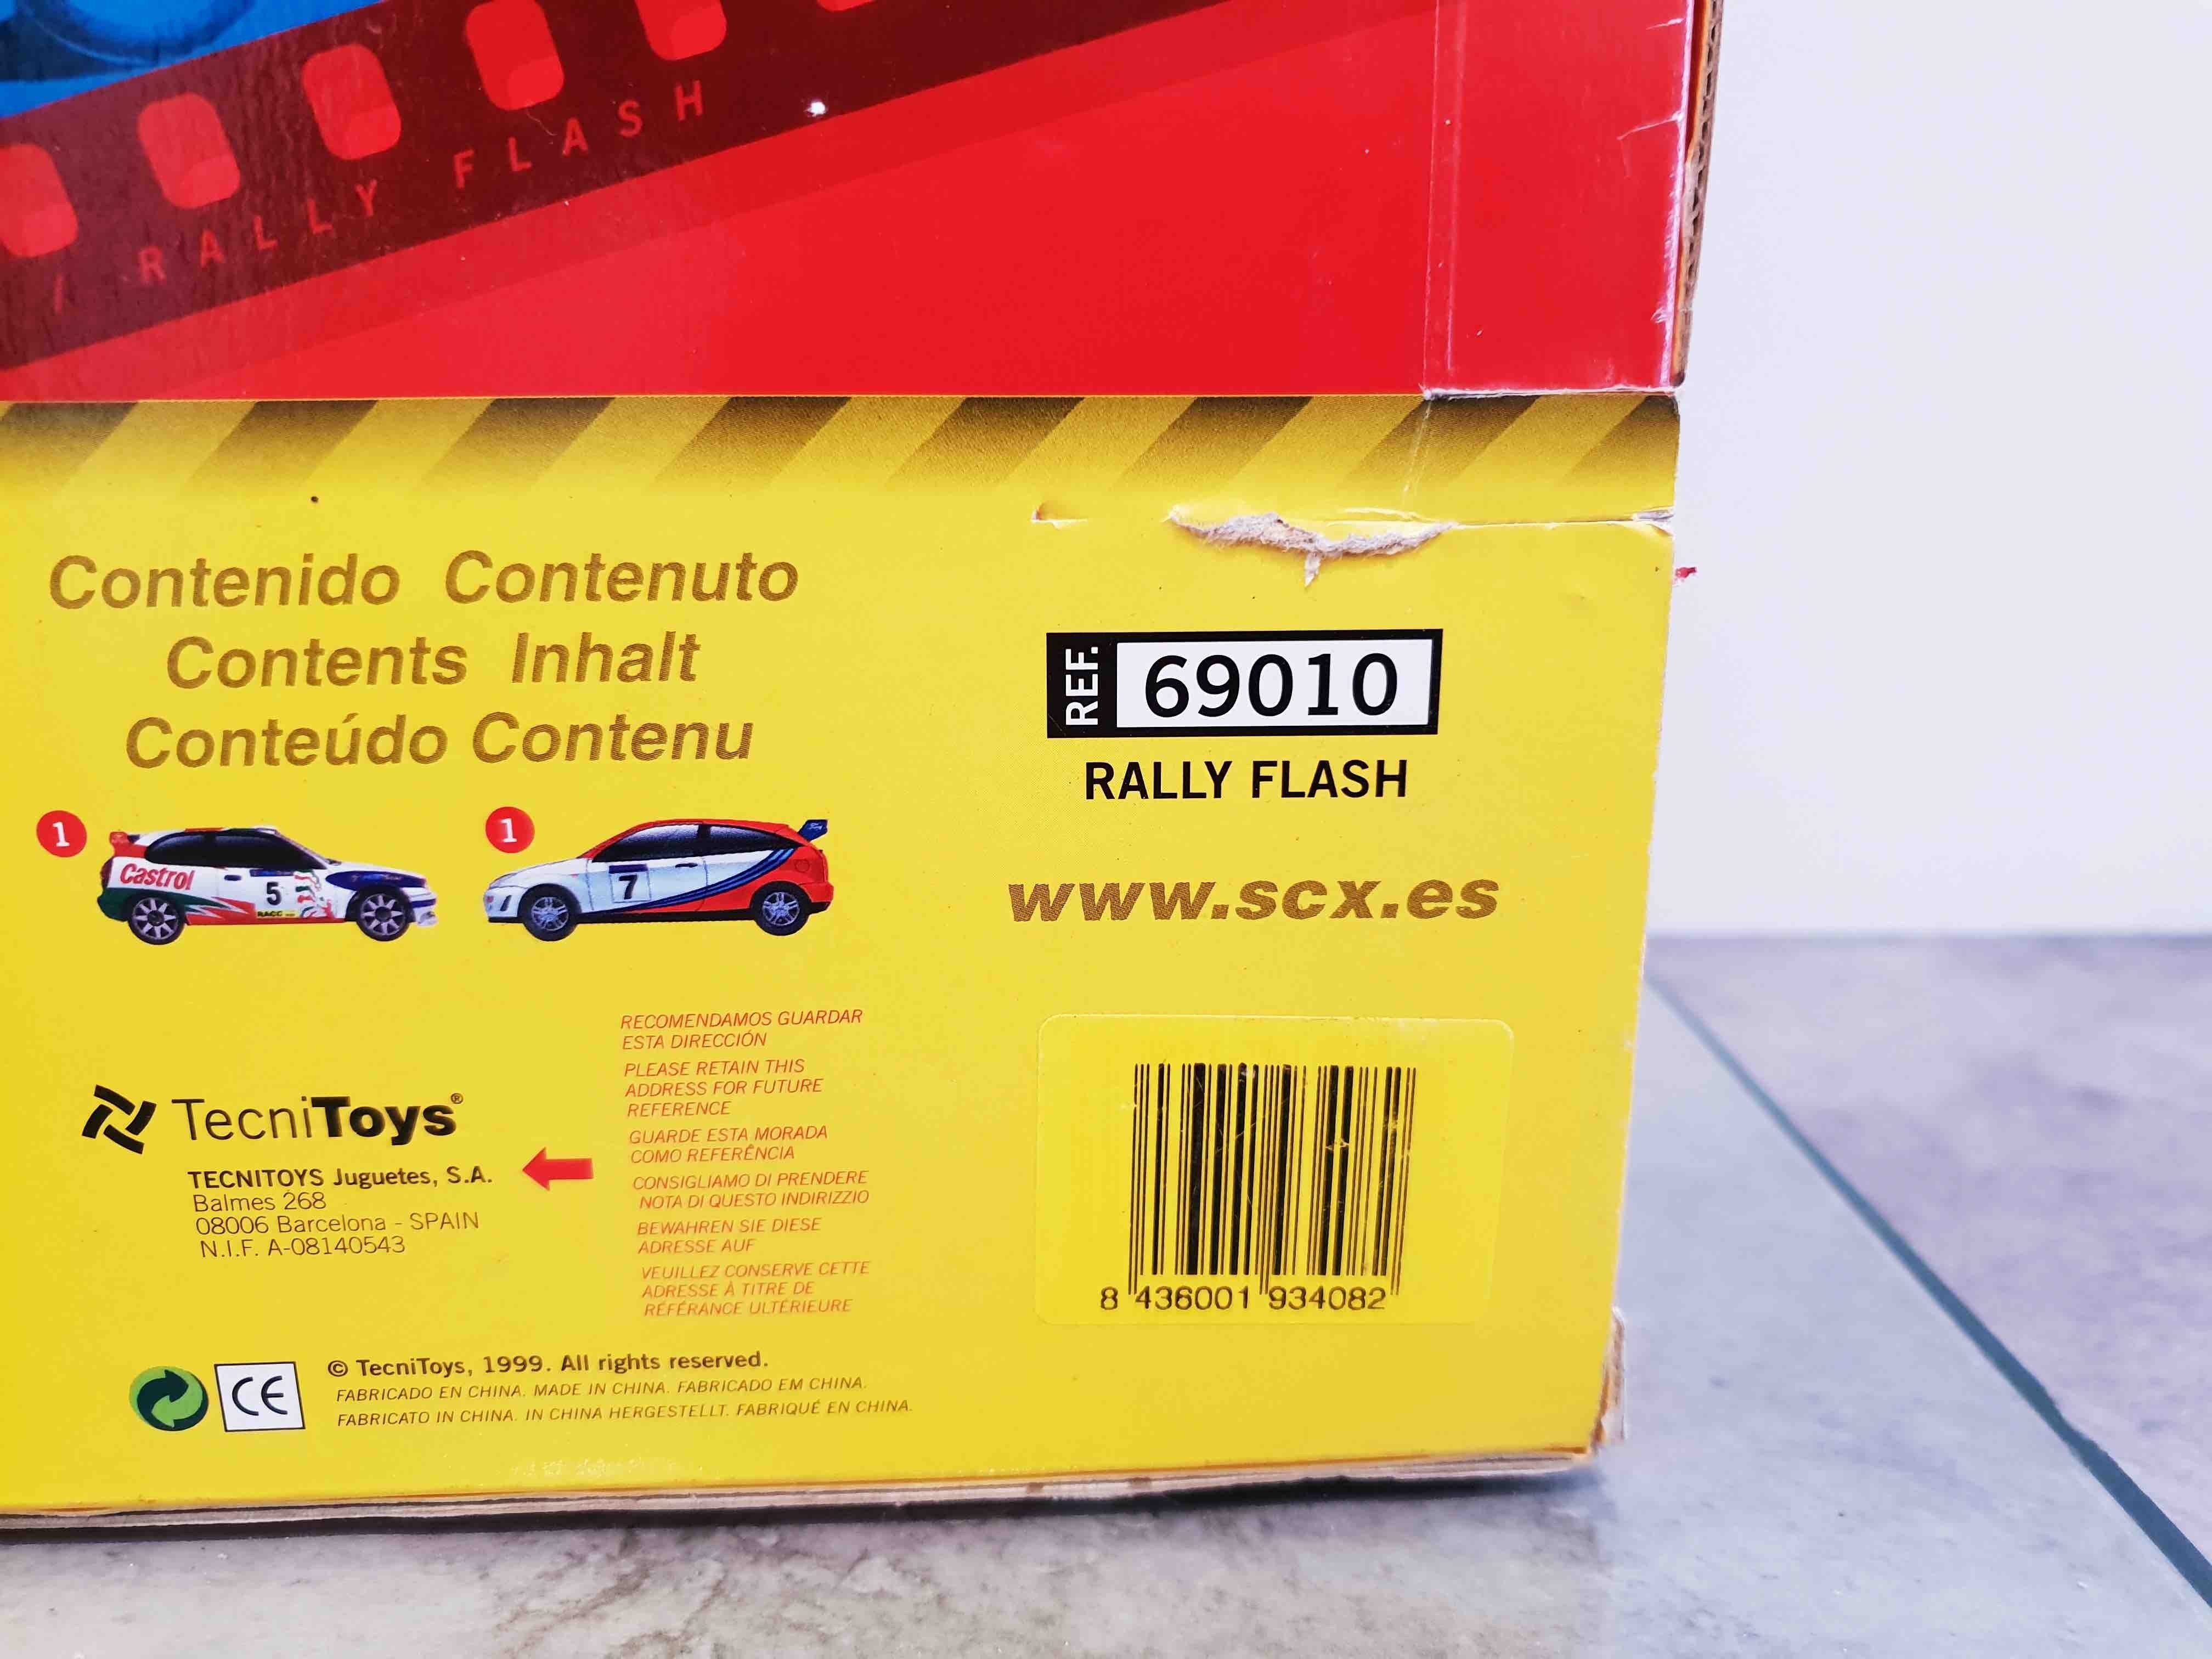 / RALLY FLASH
Contenido Contenuto
Contents Inhalt
Conteúdo Contenu
REF. 69010
RALLY FLASH
www.scx.es
1
1
Castrol
5
RACC
7
Ford
TecniToys®
TECNITOYS Juguetes, S.A.
Balmes 268
08006 Barcelona - SPAIN
N.I.F. A-08140543
RECOMENDAMOS GUARDAR
ESTA DIRECCIÓN
PLEASE RETAIN THIS
ADDRESS FOR FUTURE
REFERENCE
GUARDE ESTA MORADA
COMO REFERÊNCIA
CONSIGLIAMO DI PRENDERE
NOTA DI QUESTO INDIRIZZIO
BEWAHREN SIE DIESE
ADRESSE AUF
VEUILLEZ CONSERVE CETTE
ADRESSE À TITRE DE
RÉFÉRANCE ULTÉRIEURE
8 436001 934082
© TecniToys, 1999. All rights reserved.
CE
FABRICADO EN CHINA. MADE IN CHINA. FABRICADO EM CHINA.
FABRICATO IN CHINA. IN CHINA HERGESTELLT. FABRIQUÉ EN CHINA.